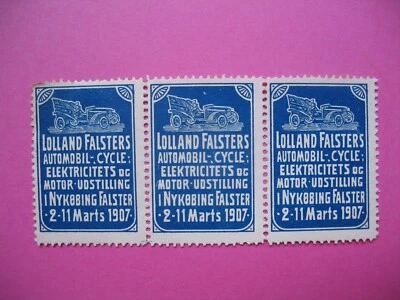 LOLLAND FALSTERS
AUTOMOBIL-, CYCLE:
ELEKTRICITETS OG
MOTOR-UDSTILLING
I NYKØBING FALSTER
· 2-11 Marts 1907 ·
LOLLAND FALSTERS
AUTOMOBIL-, CYCLE:
ELEKTRICITETS OG
MOTOR-UDSTILLING
I NYKØBING FALSTER
· 2-11 Marts 1907 ·
LOLLAND FALSTERS
AUTOMOBIL-, CYCLE:
ELEKTRICITETS OG
MOTOR-UDSTILLING
I NYKØBING FALSTER
· 2-11 Marts 1907 ·